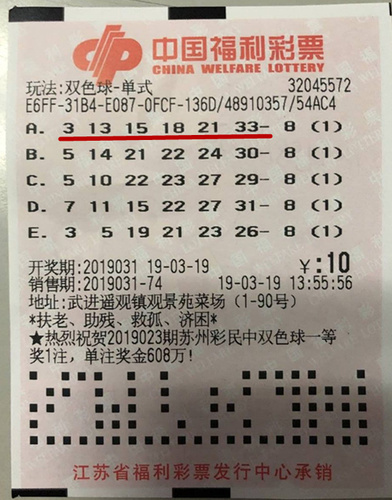 中国福利彩票
CHINA WELFARE LOTTERY
玩法:双色球-单式 32045572
E6FF-31B4-E087-0FCF-136D/48910357/54AC4
A. 3 13 15 18 21 33- 8 (1)
B. 5 14 21 22 24 30- 8 (1)
C. 5 10 22 23 27 29- 8 (1)
D. 7 11 15 22 27 31- 8 (1)
E. 3 5 19 21 23 26- 8 (1)
开奖期:2019031 19-03-19 ¥:10
销售期:2019031-74 19-03-19 13:55:56
地址:武进遥观镇观景苑菜场(1-90号)
*扶老、助残、救孤、济困*
★热烈祝贺2019023期苏州彩民中双色球一等
奖1注,单注奖金608万!
江苏省福利彩票发行中心承销